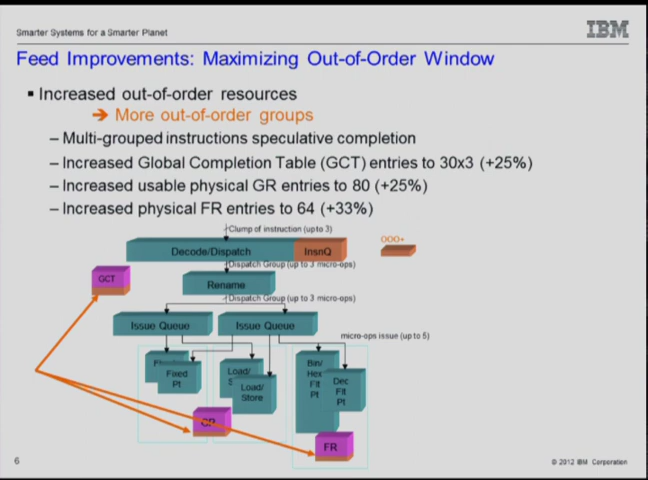 Smarter Systems for a Smarter Planet
IBM
Feed Improvements: Maximizing Out-of-Order Window
▪ Increased out-of-order resources
➔ More out-of-order groups
– Multi-grouped instructions speculative completion
– Increased Global Completion Table (GCT) entries to 30x3 (+25%)
– Increased usable physical GR entries to 80 (+25%)
– Increased physical FR entries to 64 (+33%)
Clump of instruction (up to 3)
OOO+
Decode/Dispatch
InsnQ
Dispatch Group (up to 3 micro-ops)
GCT
Rename
Dispatch Group (up to 3 micro-ops)
Issue Queue
Issue Queue
micro-ops issue (up to 5)
Fixed
Pt
Load/
Load/
Store
Bin/
Hex
Flt
Pt
Dec
Flt
Pt
GR
FR
6
© 2012 IBM Corporation